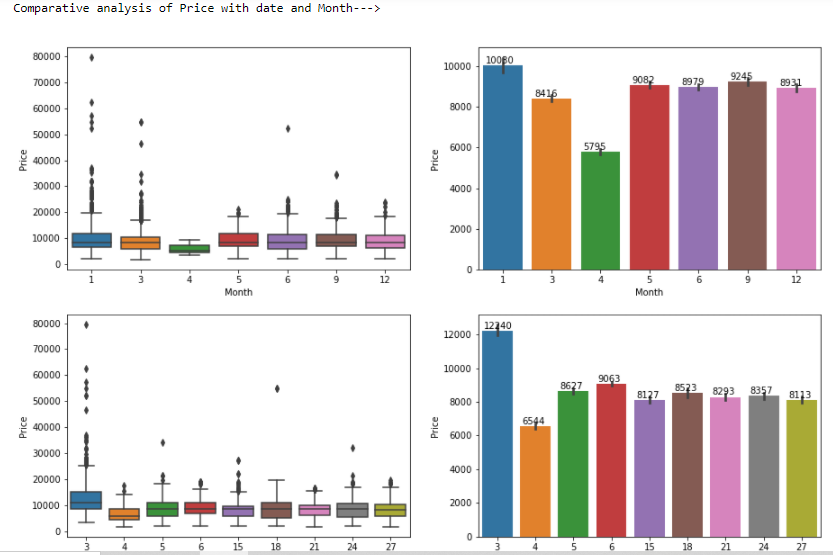 Comparative analysis of Price with date and Month--->
80000
70000
60000
50000
40000
30000
20000
10000
0
Price
1 3 4 5 6 9 12
Month
10000
8000
6000
4000
2000
0
Price
10080 8416 5795 9082 8979 9245 8931
1 3 4 5 6 9 12
Month
80000
70000
60000
50000
40000
30000
20000
10000
0
Price
3 4 5 6 15 18 21 24 27
12000
10000
8000
6000
4000
2000
0
Price
12240 6544 8627 9063 8127 8523 8293 8357 8113
3 4 5 6 15 18 21 24 27